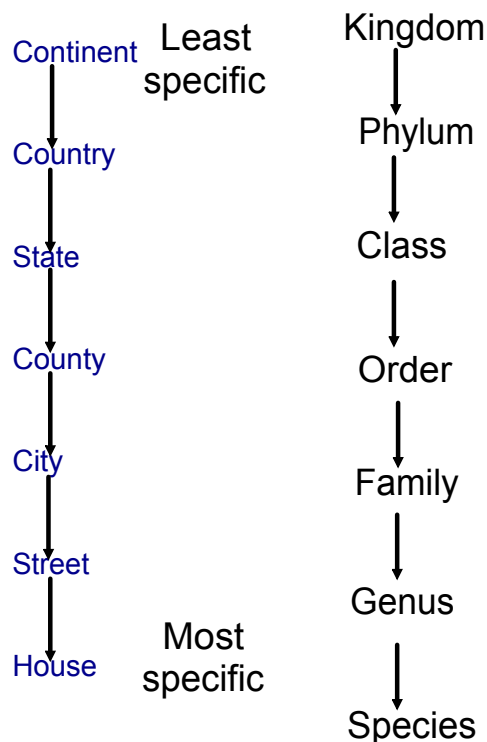 Continent
Country
State
County
City
Street
House
Least
specific
Most
specific
Kingdom
Phylum
Class
Order
Family
Genus
Species